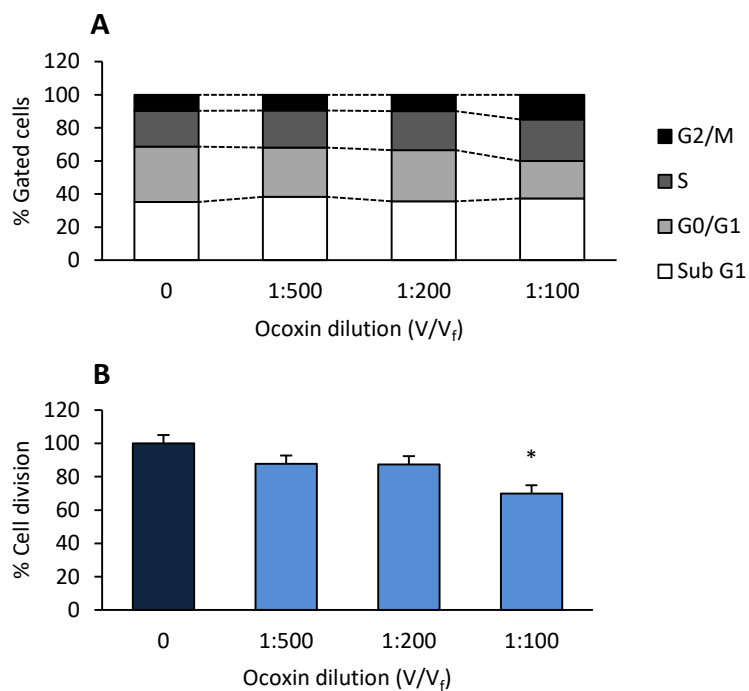 A
120
100
80
60
40
20
0
% Gated cells
0 1:500 1:200 1:100
Ocoxin dilution (V/Vf)
G2/M
S
G0/G1
Sub G1
B
120
100
80
60
40
20
0
% Cell division
*
0 1:500 1:200 1:100
Ocoxin dilution (V/Vf)